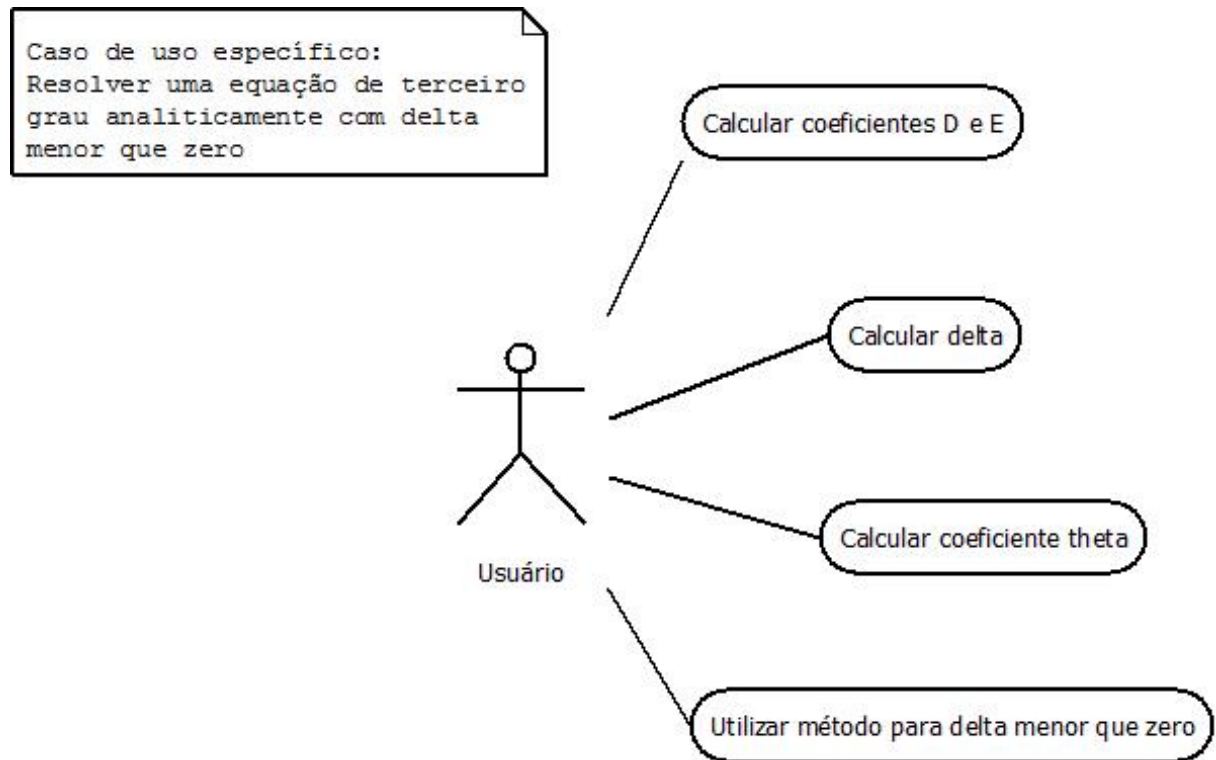 Caso de uso específico:
Resolver uma equação de terceiro
grau analiticamente com delta
menor que zero
Calcular coeficientes D e E
Calcular delta
Calcular coeficiente theta
Usuário
Utilizar método para delta menor que zero